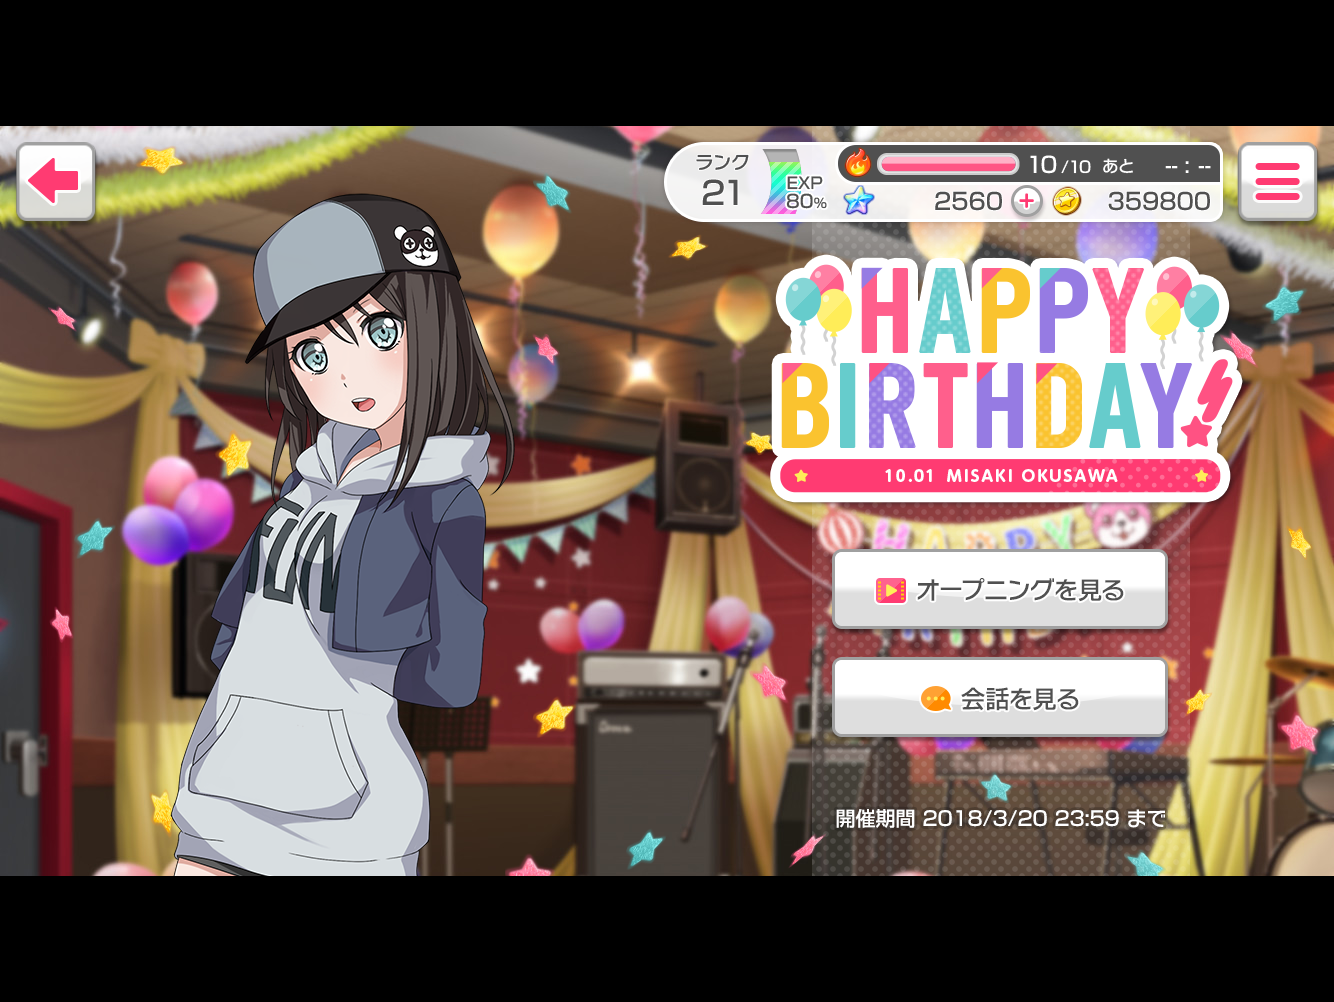 ランク
21
EXP
80%
10/10 あと --:--
2560
359800
HAPPY
BIRTHDAY!
10.01 MISAKI OKUSAWA
HAPPY
オープニングを見る
会話を見る
開催期間 2018/3/20 23:59 まで